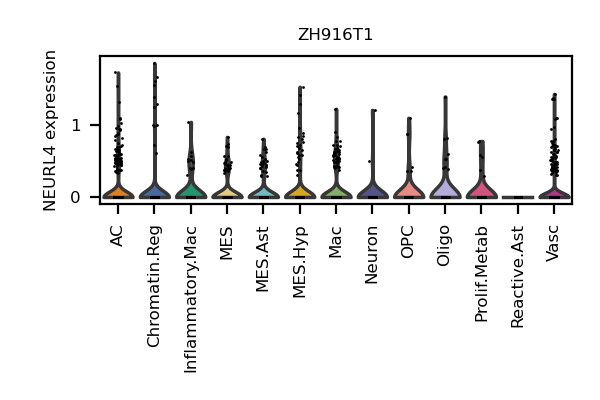 ZH916T1
NEURL4 expression
1
0
AC
Chromatin.Reg
Inflammatory.Mac
MES
MES.Ast
MES.Hyp
Mac
Neuron
OPC
Oligo
Prolif.Metab
Reactive.Ast
Vasc